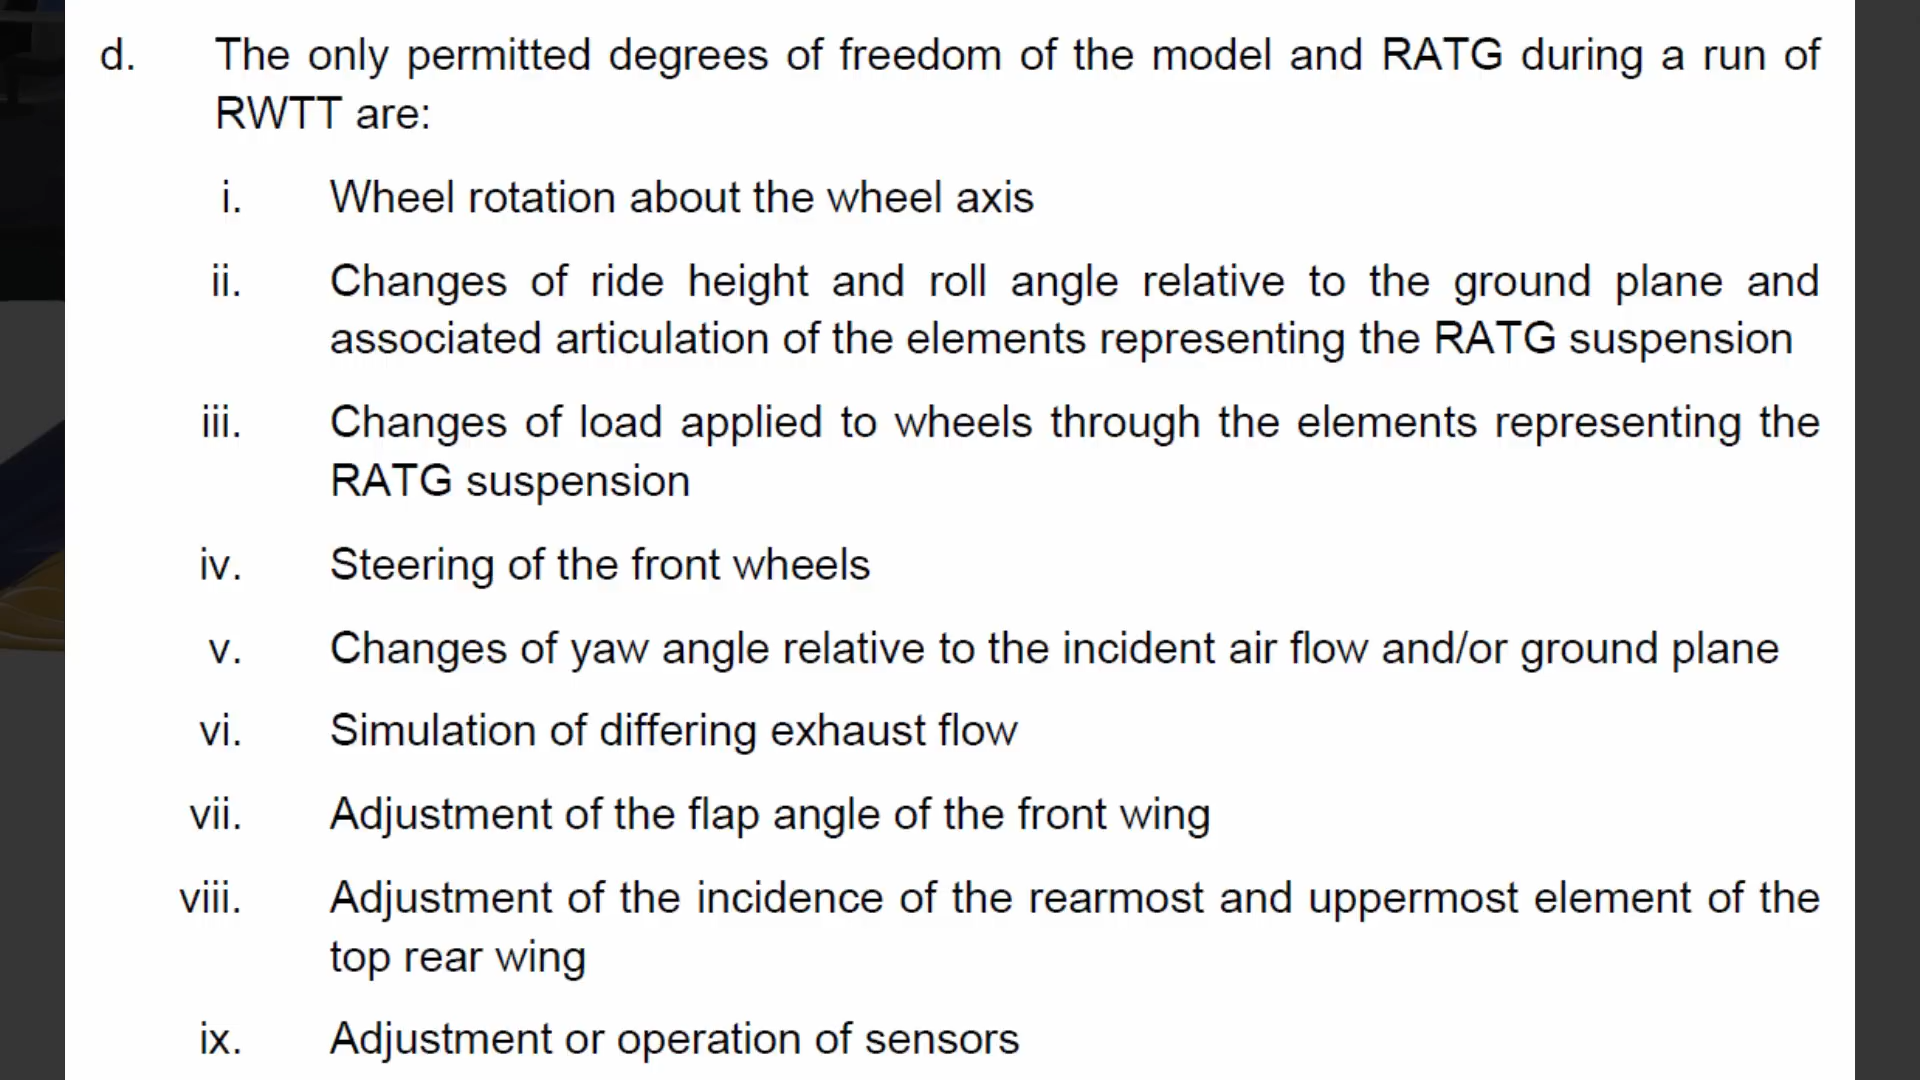 d. The only permitted degrees of freedom of the model and RATG during a run of
RWTT are:
i. Wheel rotation about the wheel axis
ii. Changes of ride height and roll angle relative to the ground plane and
associated articulation of the elements representing the RATG suspension
iii. Changes of load applied to wheels through the elements representing the
RATG suspension
iv. Steering of the front wheels
v. Changes of yaw angle relative to the incident air flow and/or ground plane
vi. Simulation of differing exhaust flow
vii. Adjustment of the flap angle of the front wing
viii. Adjustment of the incidence of the rearmost and uppermost element of the
top rear wing
ix. Adjustment or operation of sensors